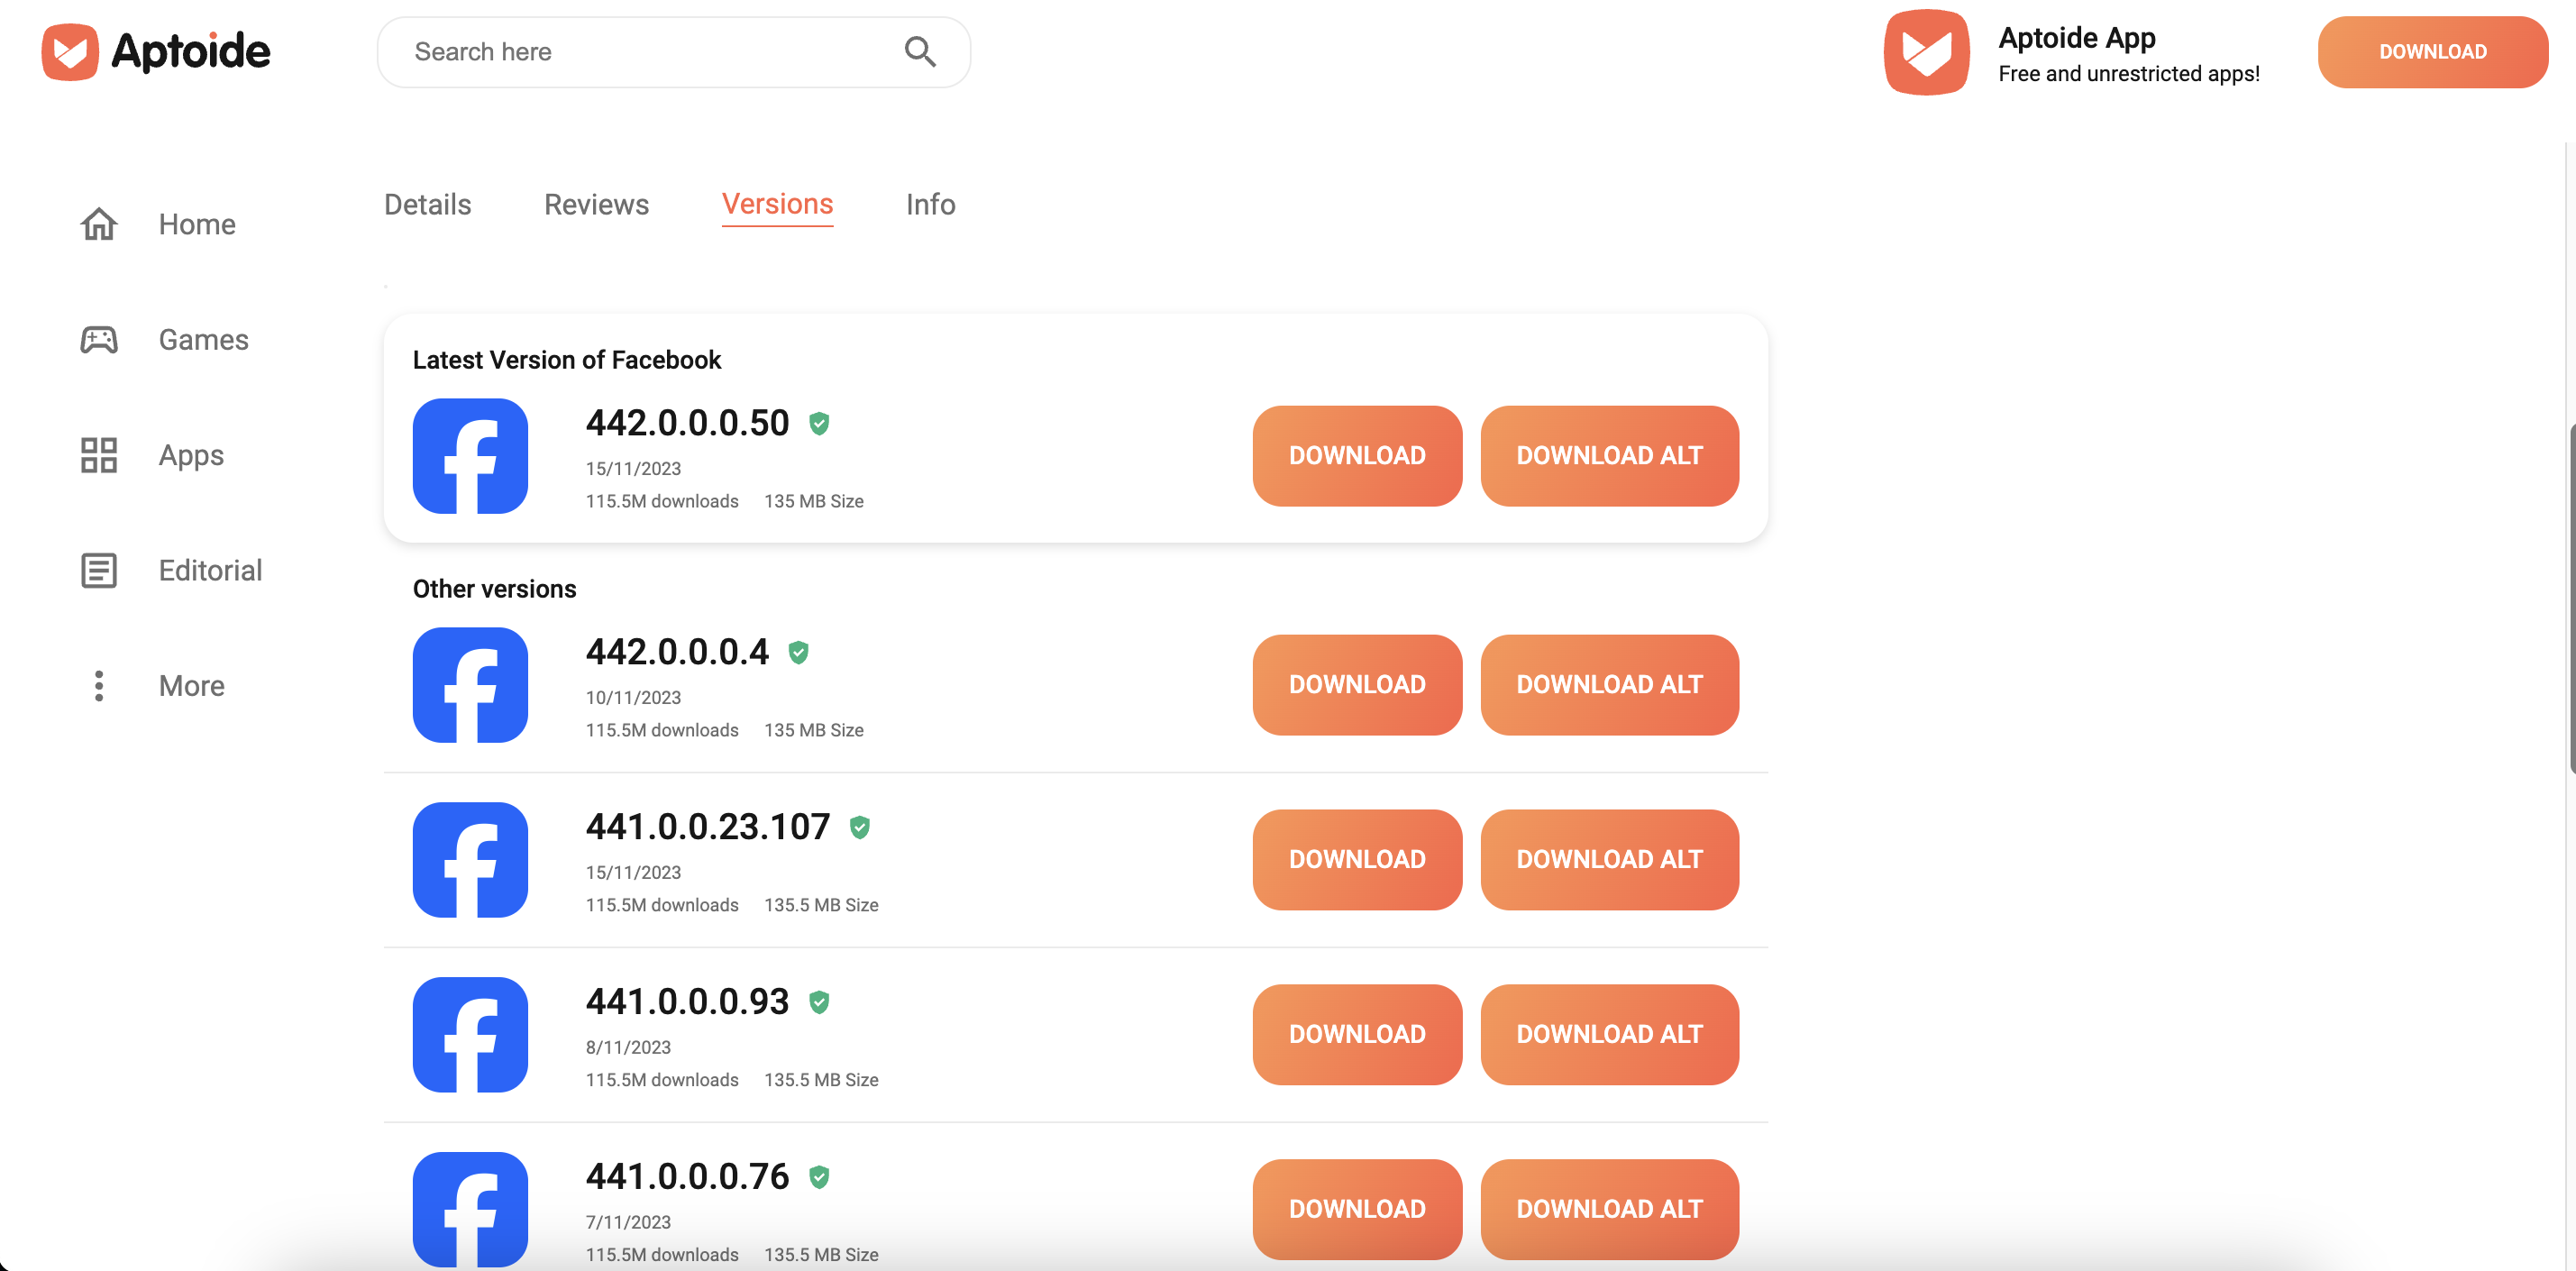 Aptoide
Search here
Aptoide App
Free and unrestricted apps!
DOWNLOAD
Home
Games
Apps
Editorial
More
Details Reviews Versions Info
Latest Version of Facebook
442.0.0.0.50
15/11/2023
115.5M downloads 135 MB Size
DOWNLOAD DOWNLOAD ALT
Other versions
442.0.0.0.4
10/11/2023
115.5M downloads 135 MB Size
DOWNLOAD DOWNLOAD ALT
441.0.0.23.107
15/11/2023
115.5M downloads 135.5 MB Size
DOWNLOAD DOWNLOAD ALT
441.0.0.0.93
8/11/2023
115.5M downloads 135.5 MB Size
DOWNLOAD DOWNLOAD ALT
441.0.0.0.76
7/11/2023
115.5M downloads 135.5 MB Size
DOWNLOAD DOWNLOAD ALT